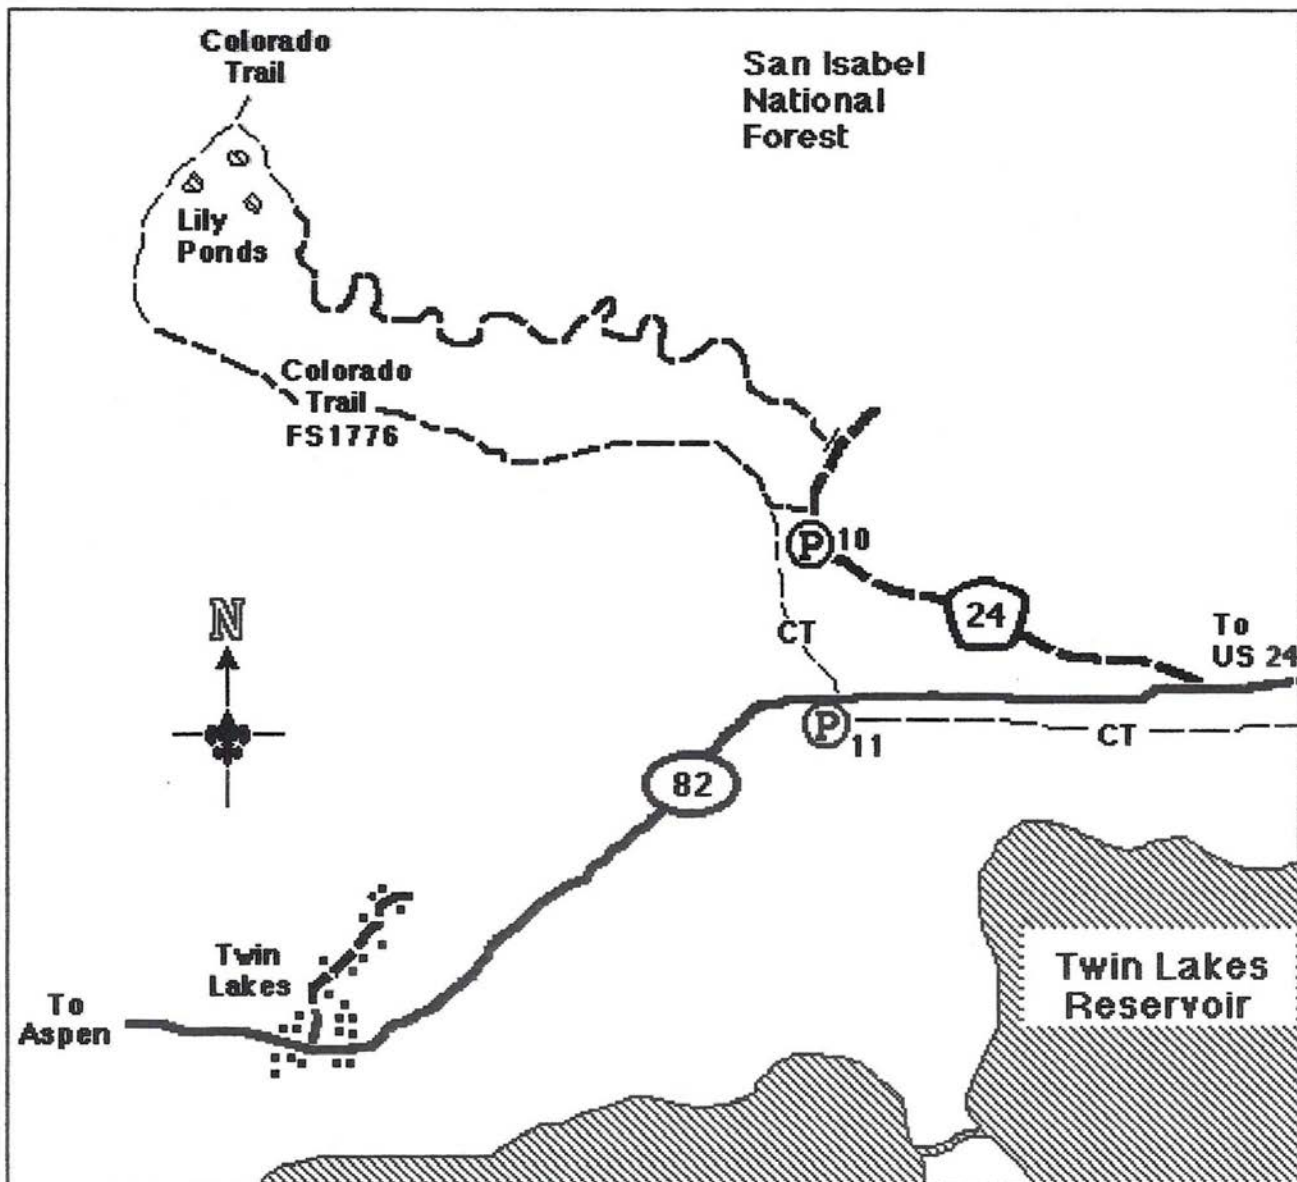 Colorado
Trail
San Isabel
National
Forest
Lily
Ponds
Colorado
Trail
FS1776
P 10
24
To
US 24
N
CT
P 11
CT
82
Twin
Lakes
To
Aspen
Twin Lakes
Reservoir